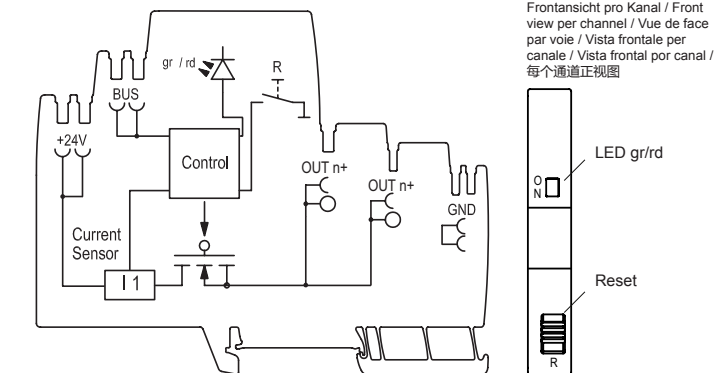 Frontansicht pro Kanal / Front
view per channel / Vue de face
par voie / Vista frontale per
canale / Vista frontal por canal /
每个通道正视图
gr / rd
R
BUS
+24V
Control
OUT n+
OUT n+
GND
Current
Sensor
I 1
LED gr/rd
O
N
Reset
R